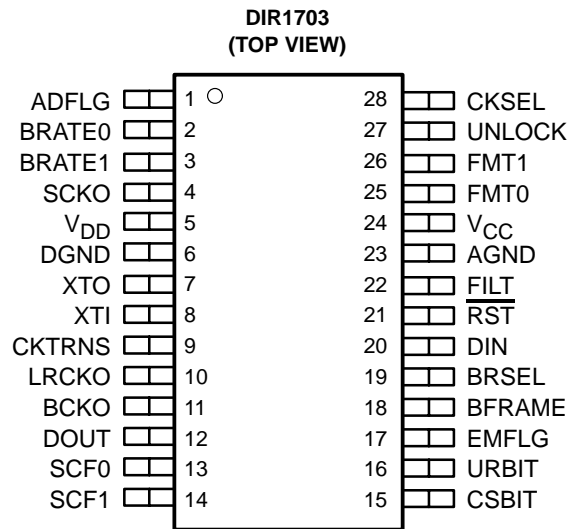 DIR1703
(TOP VIEW)
ADFLG 1 28 CKSEL
BRATE0 2 27 UNLOCK
BRATE1 3 26 FMT1
SCKO 4 25 FMT0
VDD 5 24 VCC
DGND 6 23 AGND
XTO 7 22 FILT
XTI 8 21 RST
CKTRNS 9 20 DIN
LRCKO 10 19 BRSEL
BCKO 11 18 BFRAME
DOUT 12 17 EMFLG
SCF0 13 16 URBIT
SCF1 14 15 CSBIT